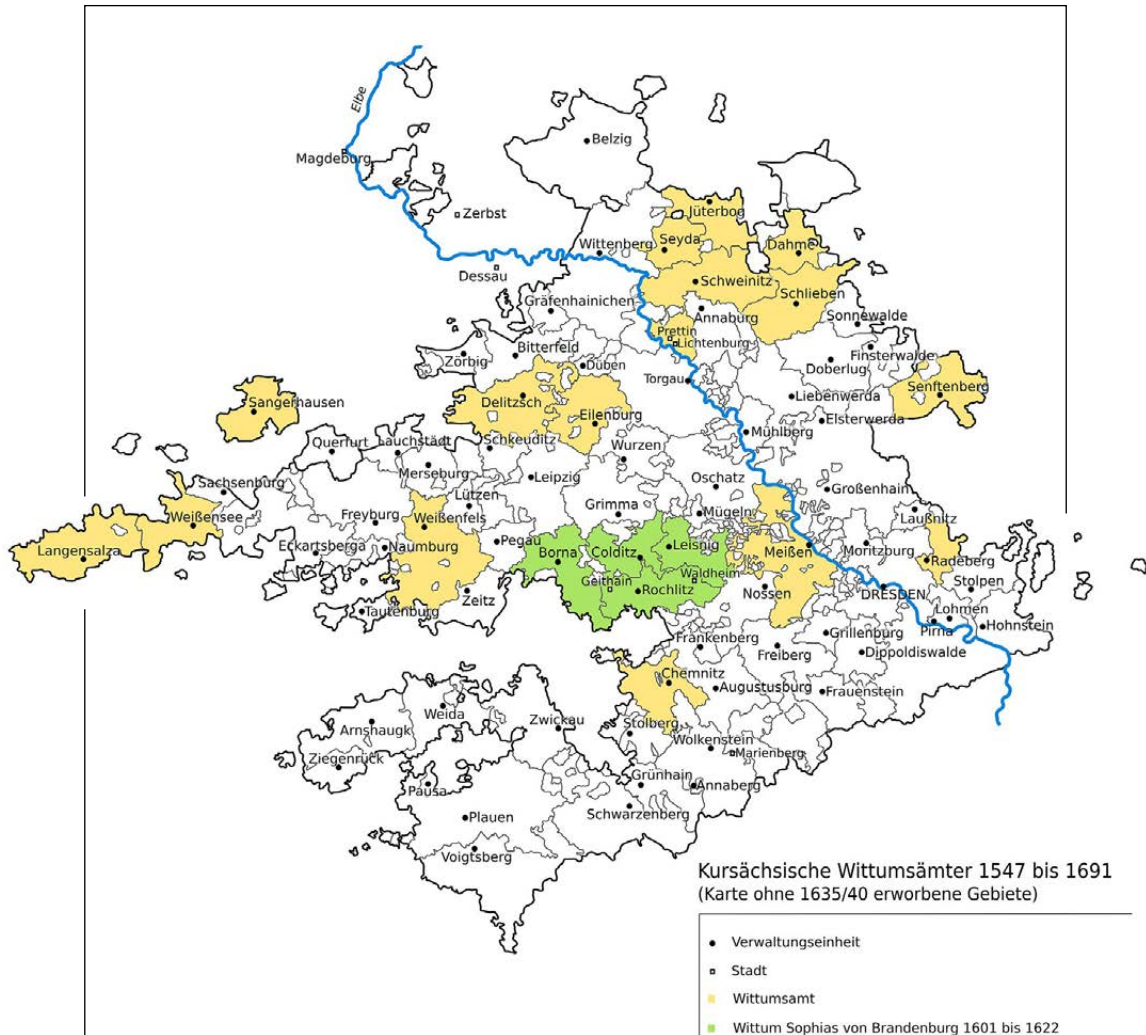 Elbe
Belzig
Magdeburg
Zerbst
Jüterbog
Wittenberg
Seyda
Dahme
Dessau
Schweinitz
Schlieben
Gräfenhainichen
Annaburg
Sonnewalde
Prettin
Lichtenburg
Zörbig
Bitterfeld
Düben
Doberlug
Finsterwalde
Torgau
Senftenberg
Sangerhausen
Delitzsch
Eilenburg
Liebenwerda
Elsterwerda
Mühlberg
Querfurt
Lauchstädt
Schkeuditz
Wurzen
Merseburg
Leipzig
Oschatz
Großenhain
Sachsenburg
Lützen
Grimma
Mügeln
Laußnitz
Weißensee
Freyburg
Weißenfels
Langensalza
Eckartsberga
Naumburg
Pegau
Borna
Colditz
Leisnig
Meißen
Moritzburg
Radeberg
Geithain
Waldheim
Rochlitz
Nossen
DRESDEN
Stolpen
Tautenburg
Zeitz
Lohmen
Pirna
Hohnstein
Frankenberg
Freiberg
Grillenburg
Dippoldiswalde
Chemnitz
Augustusburg
Frauenstein
Weida
Arnshaugk
Zwickau
Stolberg
Wolkenstein
Marienberg
Ziegenrück
Pausa
Grünhain
Annaberg
Plauen
Schwarzenberg
Voigtsberg
Kursächsische Wittumsämter 1547 bis 1691
(Karte ohne 1635/40 erworbene Gebiete)
Verwaltungseinheit
Stadt
Wittumsamt
Wittum Sophias von Brandenburg 1601 bis 1622